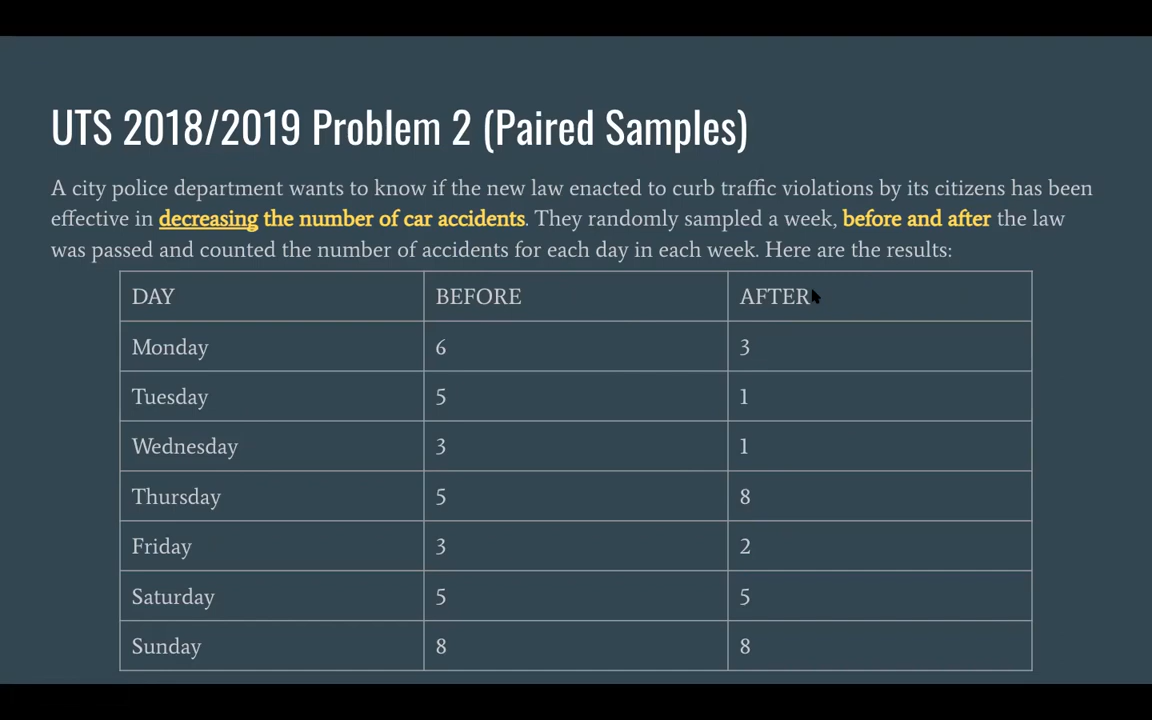 UTS 2018/2019 Problem 2 (Paired Samples)
A city police department wants to know if the new law enacted to curb traffic violations by its citizens has been
effective in decreasing the number of car accidents. They randomly sampled a week, before and after the law
was passed and counted the number of accidents for each day in each week. Here are the results:
DAY BEFORE AFTER
Monday 6 3
Tuesday 5 1
Wednesday 3 1
Thursday 5 8
Friday 3 2
Saturday 5 5
Sunday 8 8